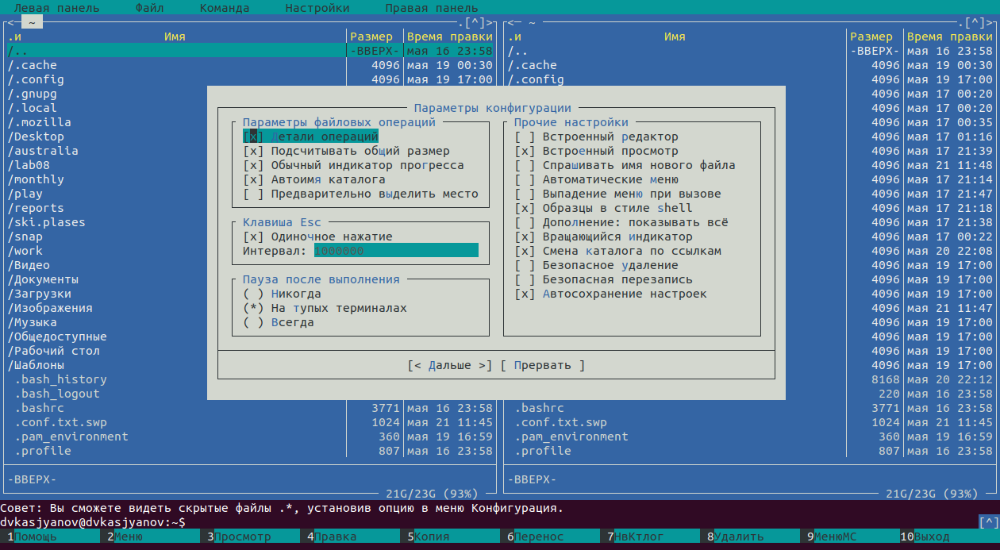 Левая панель Файл Команда Настройки Правая панель
<─ ~ .[^]> <─ ~ .[^]>
.и Имя Размер Время правки .и Имя Размер Время правки
/.. -ВВЕРХ- мая 16 23:58 /.. -ВВЕРХ- мая 16 23:58
/.cache 4096 мая 19 00:30 /.cache 4096 мая 19 00:30
/.config 4096 мая 19 17:00 /.config 4096 мая 19 17:00
/.gnupg 4096 мая 17 00:20
/.local Параметры конфигурации 4096 мая 17 00:20
/.mozilla Параметры файловых операций Прочие настройки 4096 мая 17 00:35
/Desktop [x] Детали операций [ ] Встроенный редактор 4096 мая 17 01:16
/australia [x] Подсчитывать общий размер [x] Встроенный просмотр 4096 мая 17 21:39
/lab08 [x] Обычный индикатор прогресса [ ] Спрашивать имя нового файла 4096 мая 21 11:48
/monthly [x] Автоимя каталога [ ] Автоматические меню 4096 мая 17 21:14
/play [ ] Предварительно выделить место [ ] Выпадение меню при вызове 4096 мая 17 21:47
/reports [x] Образцы в стиле shell 4096 мая 17 21:18
/ski.plases Клавиша Esc [ ] Дополнение: показывать всё 4096 мая 17 21:38
/snap [x] Одиночное нажатие [x] Вращающийся индикатор 4096 мая 17 00:22
/work Интервал: 1000000 [x] Смена каталога по ссылкам 4096 мая 20 22:08
/Видео [ ] Безопасное удаление 4096 мая 19 17:00
/Документы Пауза после выполнения [ ] Безопасная перезапись 4096 мая 19 17:00
/Загрузки ( ) Никогда [x] Автосохранение настроек 4096 мая 19 17:00
/Изображения (*) На тупых терминалах 4096 мая 21 11:47
/Музыка ( ) Всегда 4096 мая 19 17:00
/Общедоступные 4096 мая 19 17:00
/Рабочий стол 4096 мая 19 17:00
/Шаблоны [< Дальше >] [ Прервать ] 4096 мая 19 17:00
.bash_history 8168 мая 20 22:12
.bash_logout 220 мая 16 23:58
.bashrc 3771 мая 16 23:58 .bashrc 3771 мая 16 23:58
.conf.txt.swp 1024 мая 21 11:45 .conf.txt.swp 1024 мая 21 11:45
.pam_environment 360 мая 19 16:59 .pam_environment 360 мая 19 16:59
.profile 807 мая 16 23:58 .profile 807 мая 16 23:58
-ВВЕРХ- -ВВЕРХ-
21G/23G (93%) 21G/23G (93%)
Совет: Вы сможете видеть скрытые файлы .*, установив опцию в меню Конфигурация.
dvkasjyanov@dvkasjyanov:~$ [^]
1Помощь 2Меню 3Просмотр 4Правка 5Копия 6Перенос 7НвКтлог 8Удалить 9МенюМС 10Выход